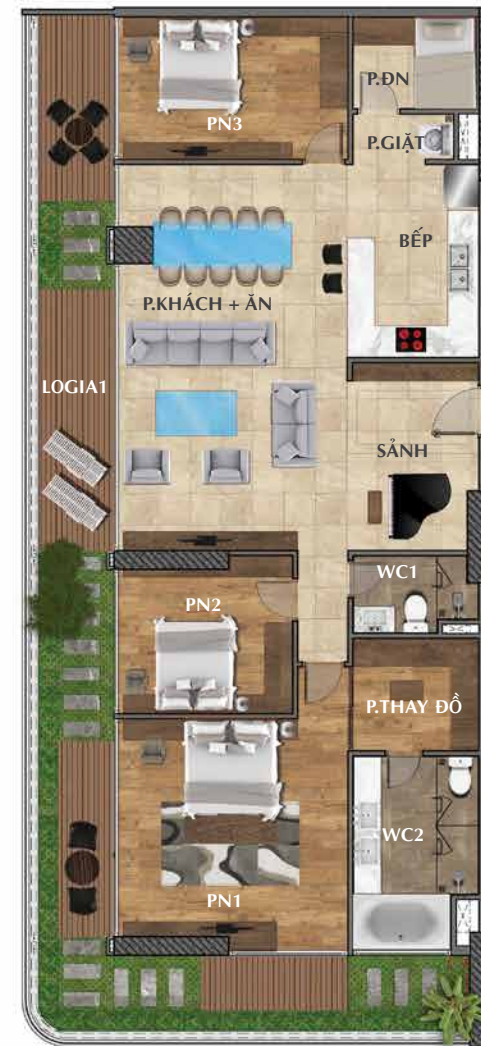 P.ĐN
PN3
P.GIẶT
BẾP
P.KHÁCH + ĂN
LOGIA1
SẢNH
WC1
PN2
P.THAY ĐỒ
WC2
PN1